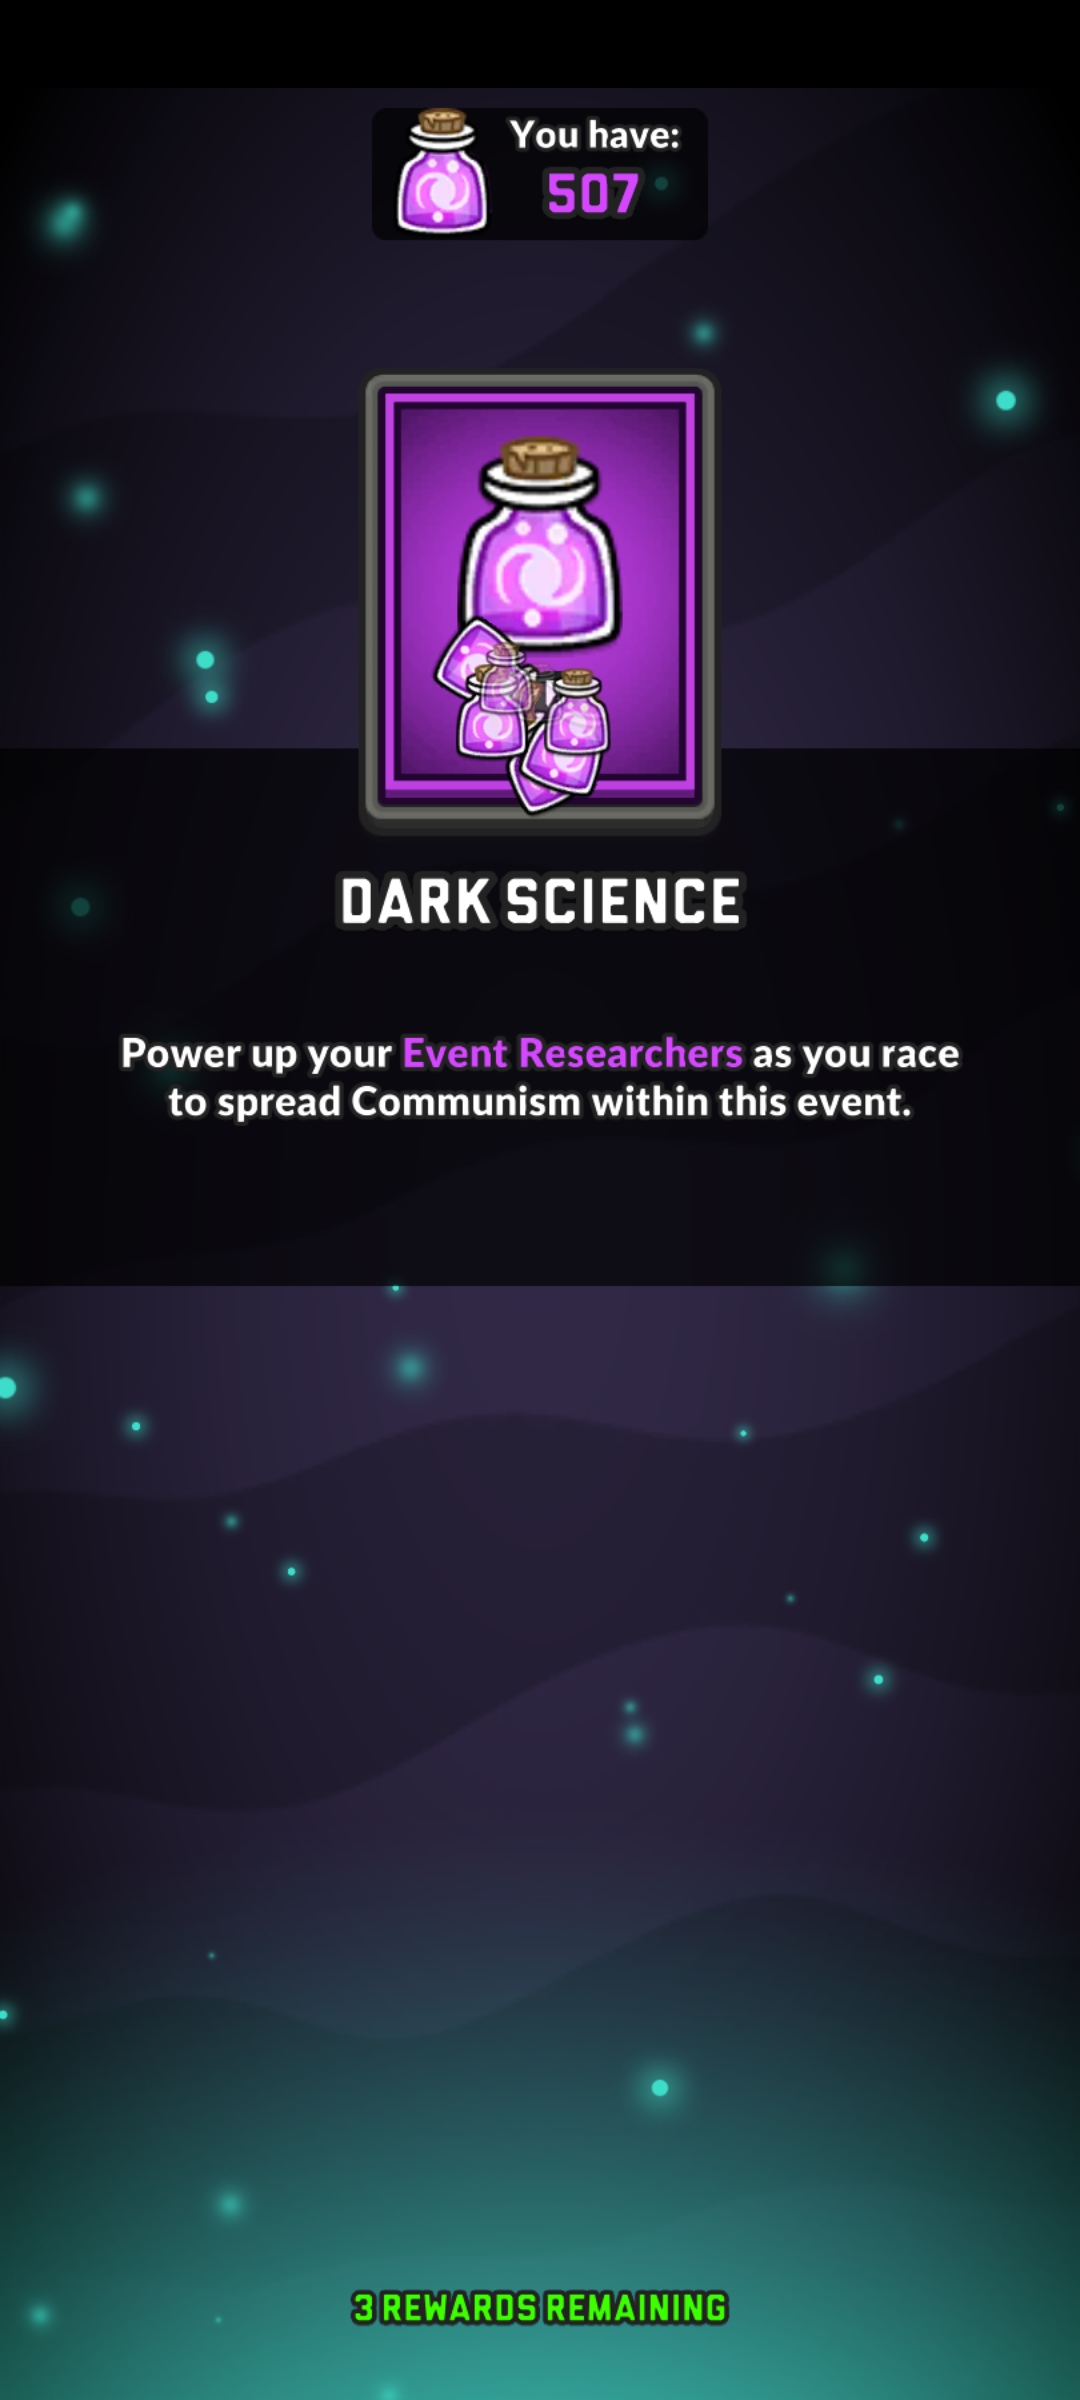 You have:
507
DARK SCIENCE
Power up your Event Researchers as you race
to spread Communism within this event.
3 REWARDS REMAINING